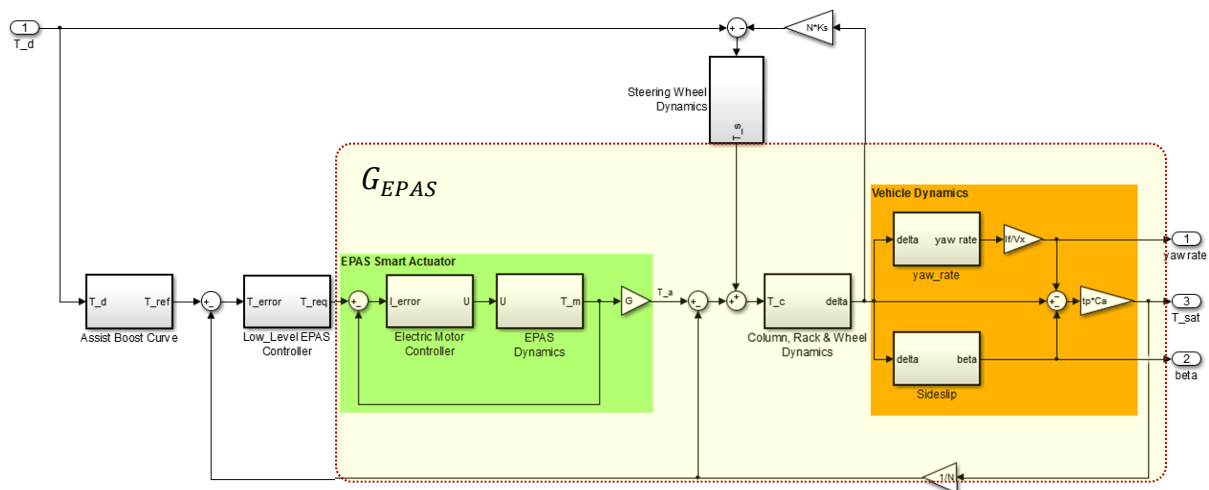 1
T_d
+ -
N*Ks
Steering Wheel
Dynamics
T_s
G_EPAS
Vehicle Dynamics
delta
yaw rate
yaw_rate
lf/Vx
1
yaw rate
EPAS Smart Actuator
T_d
T_ref
Assist Boost Curve
+-
T_error
T_req
Low_Level EPAS
Controller
+-
I_error
U
Electric Motor
Controller
U
T_m
EPAS
Dynamics
G
T_a
+-
+
+
T_c
delta
Column, Rack & Wheel
Dynamics
-
+
-
tp*Ca
3
T_sat
delta
beta
Sideslip
2
beta
1/N